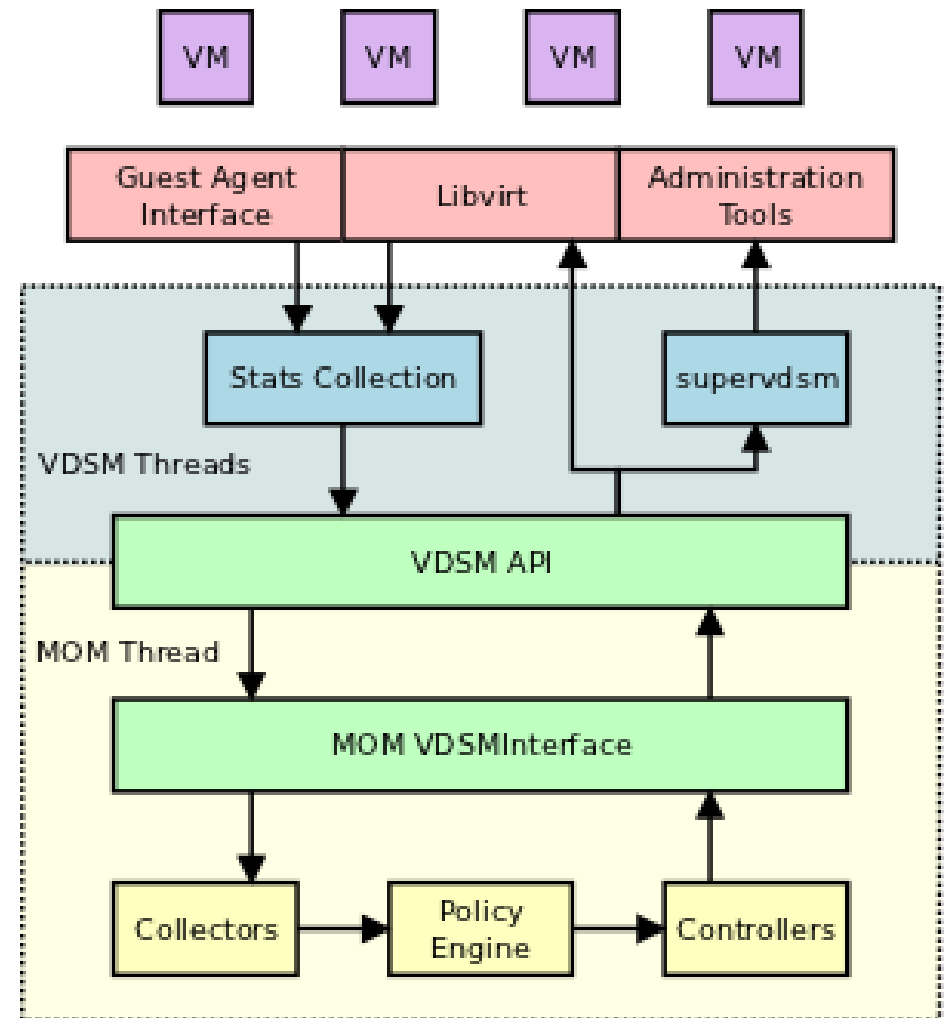 VM
VM
VM
VM
Guest Agent
Interface
Libvirt
Administration
Tools
Stats Collection
supervdsm
VDSM Threads
VDSM API
MOM Thread
MOM VDSMInterface
Collectors
Policy
Engine
Controllers